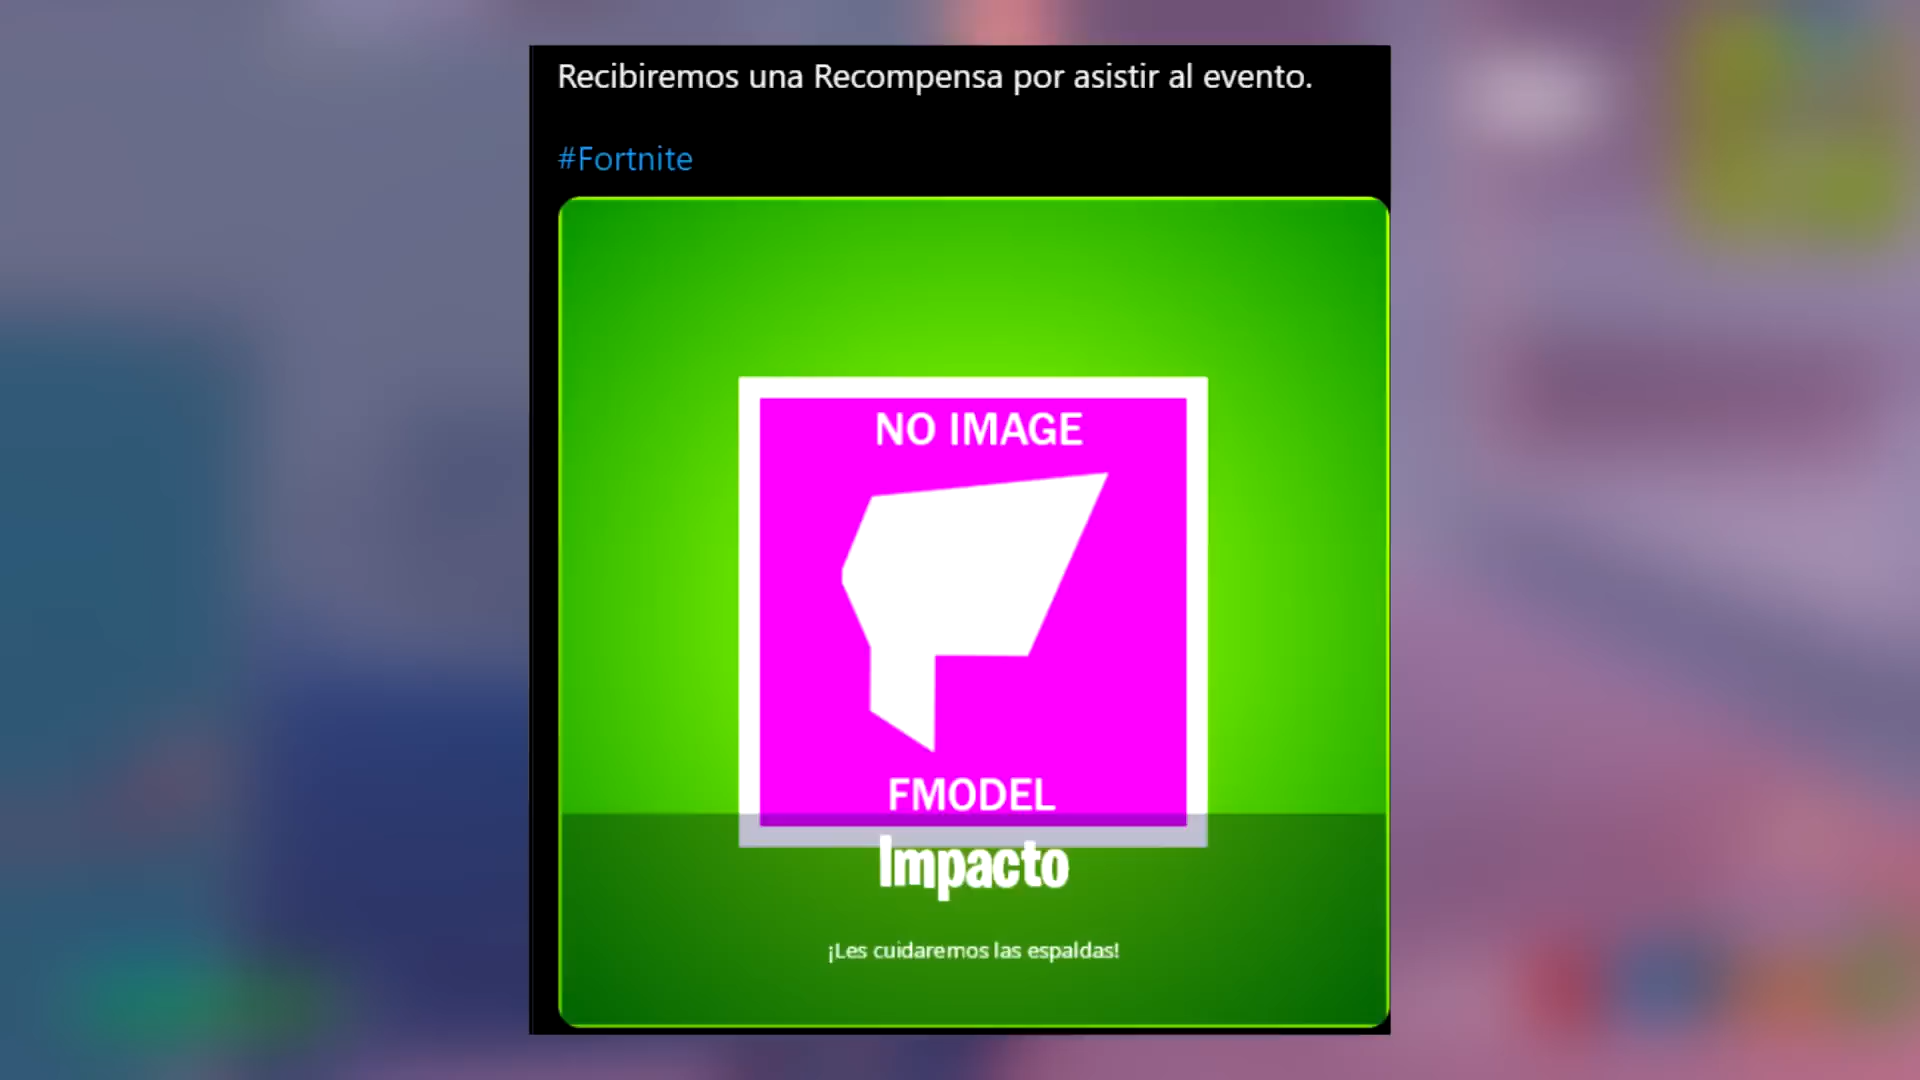 Recibiremos una Recompensa por asistir al evento.
#Fortnite
NO IMAGE
FMODEL
Impacto
¡Les cuidaremos las espaldas!